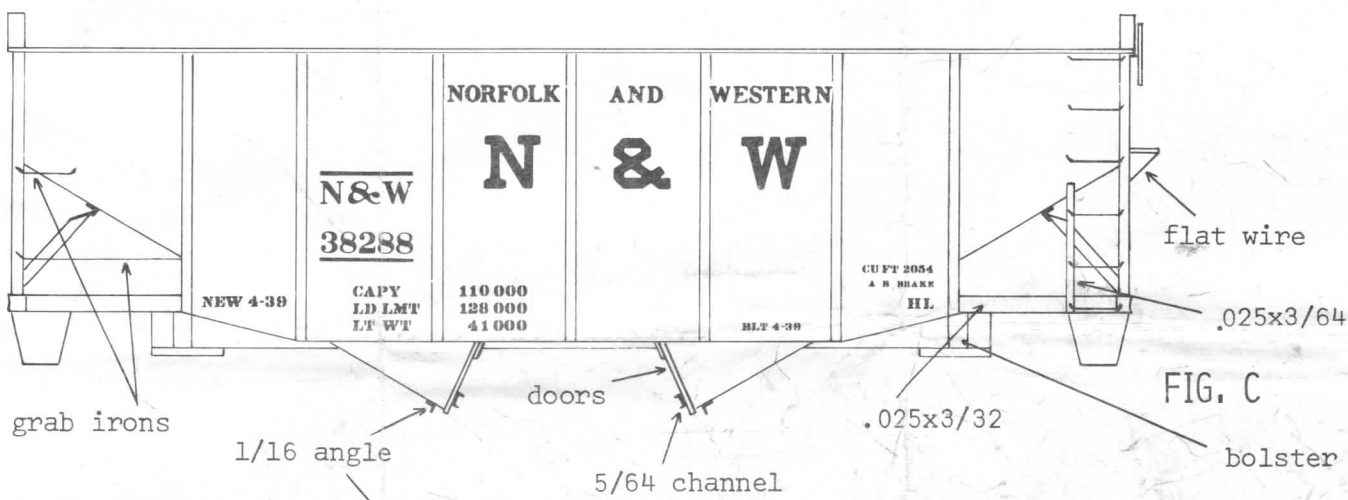 NORFOLK AND WESTERN
N & W
N&W
38288
NEW 4-39
CAPY 110 000
LD LMT 128 000
LT WT 41 000
CU FT 2054
A B BRAKE
HL
BLT 4-39
flat wire
.025x3/64
FIG. C
grab irons
doors
.025x3/32
1/16 angle
bolster
5/64 channel